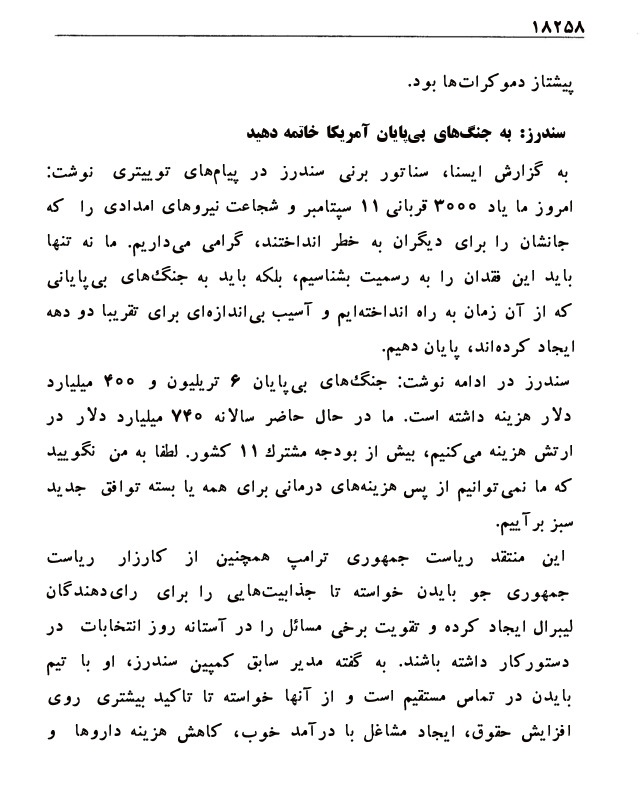 ۱۸۲۵۸
پیشتاز دموکرات‌ها بود.
سندرز: به جنگ‌های بی‌پایان آمریکا خاتمه دهید
به گزارش ایسنا، سناتور برنی سندرز در پیام‌های توییتری نوشت:
امروز ما یاد ۳۰۰۰ قربانی ۱۱ سپتامبر و شجاعت نیروهای امدادی را که
جانشان را برای دیگران به خطر انداختند، گرامی می‌داریم. ما نه تنها
باید این فقدان را به رسمیت بشناسیم، بلکه باید به جنگ‌های بی‌پایانی
که از آن زمان به راه انداخته‌ایم و آسیب بی‌اندازه‌ای برای تقریبا دو دهه
ایجاد کرده‌اند، پایان دهیم.
سندرز در ادامه نوشت: جنگ‌های بی‌پایان ۶ تریلیون و ۴۰۰ میلیارد
دلار هزینه داشته است. ما در حال حاضر سالانه ۷۴۰ میلیارد دلار در
ارتش هزینه می‌کنیم، بیش از بودجه مشترك ۱۱ کشور. لطفا به من نگویید
که ما نمی‌توانیم از پس هزینه‌های درمانی برای همه یا بسته توافق جدید
سبز برآییم.
این منتقد ریاست جمهوری ترامپ همچنین از کارزار ریاست
جمهوری جو بایدن خواسته تا جذابیت‌هایی را برای رای‌دهندگان
لیبرال ایجاد کرده و تقویت برخی مسائل را در آستانه روز انتخابات در
دستورکار داشته باشند. به گفته مدیر سابق کمپین سندرز، او با تیم
بایدن در تماس مستقیم است و از آنها خواسته تا تاکید بیشتری روی
افزایش حقوق، ایجاد مشاغل با درآمد خوب، کاهش هزینه داروها و